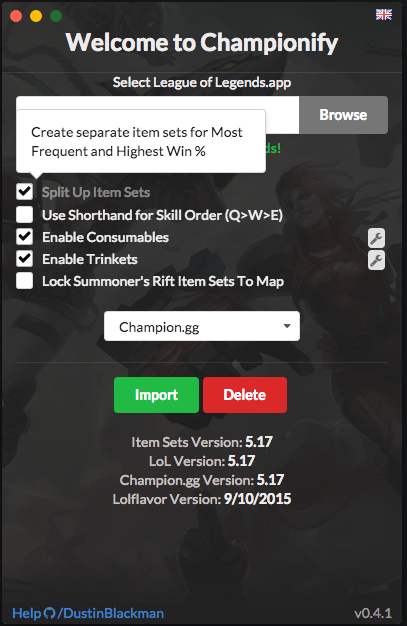 Welcome to Championify
Select League of Legends.app
Browse
Create separate item sets for Most
Frequent and Highest Win %
Split Up Item Sets
Use Shorthand for Skill Order (Q>W>E)
Enable Consumables
Enable Trinkets
Lock Summoner's Rift Item Sets To Map
Champion.gg
Import Delete
Item Sets Version: 5.17
LoL Version: 5.17
Champion.gg Version: 5.17
Lolflavor Version: 9/10/2015
Help /DustinBlackman v0.4.1